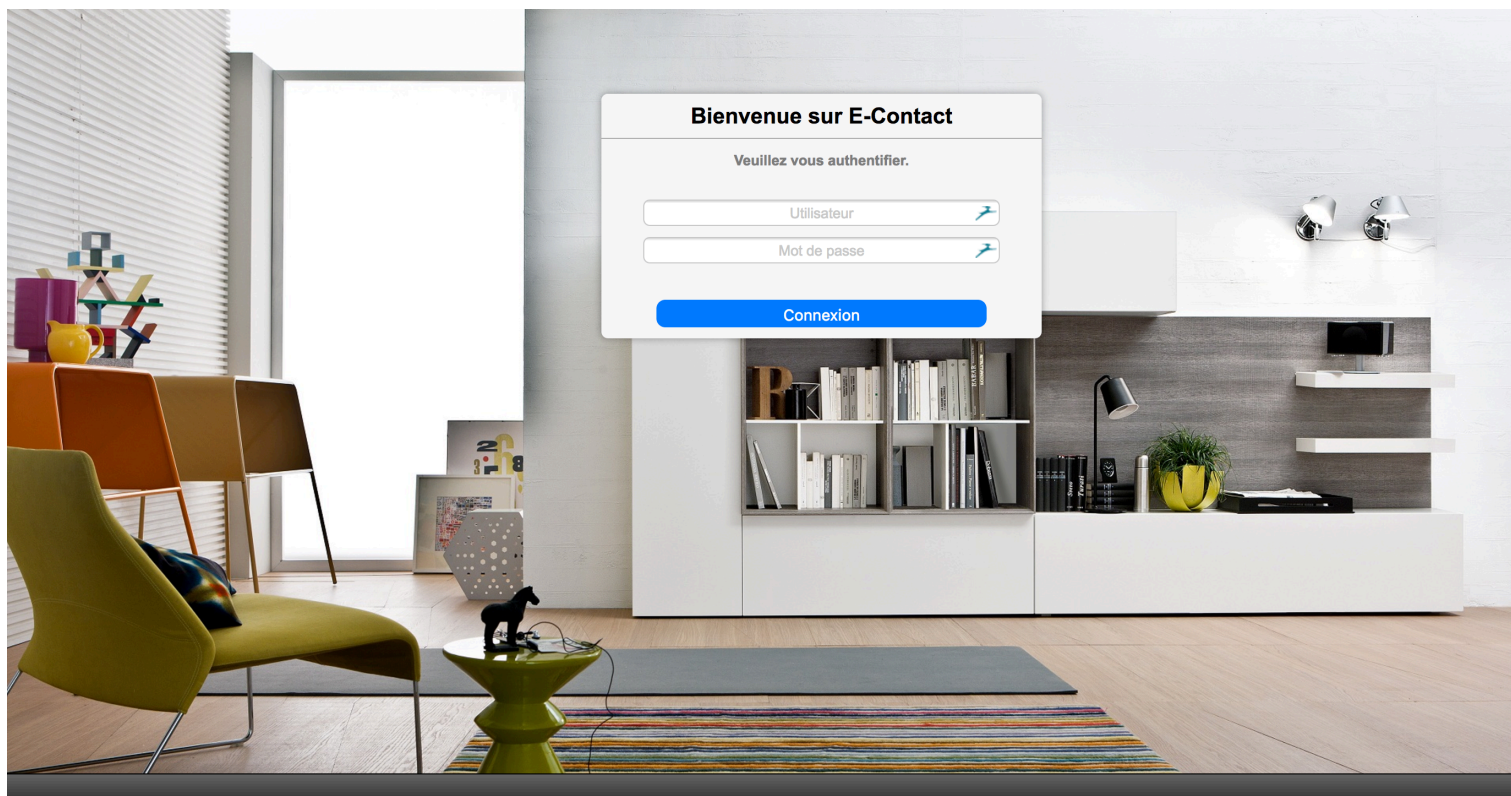 Bienvenue sur E-Contact
Veuillez vous authentifier.
Utilisateur
Mot de passe
Connexion